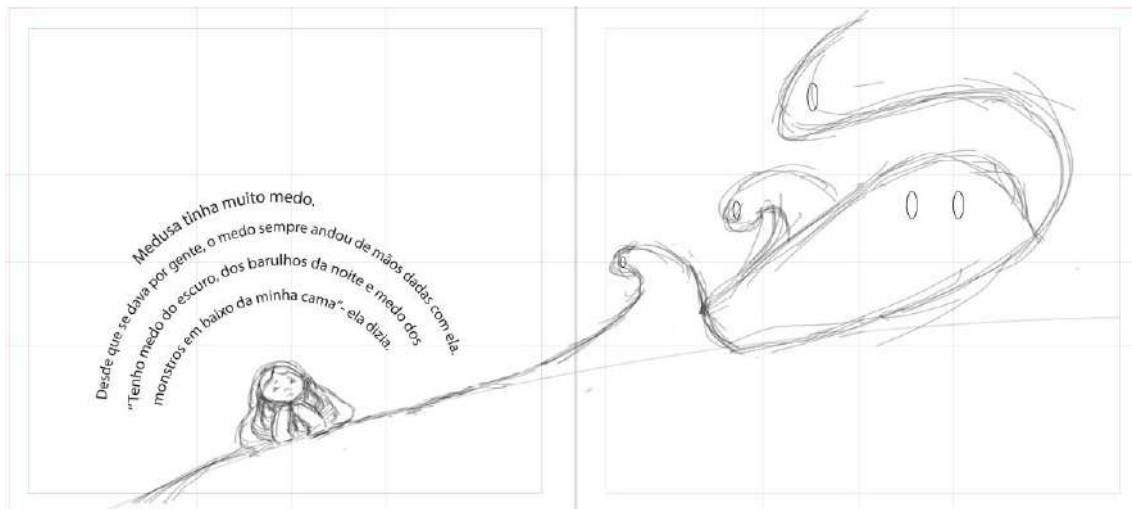 Medusa tinha muito medo.
Desde que se dava por gente, o medo sempre andou de mãos dadas com ela.
"Tenho medo do escuro, dos barulhos da noite e medo dos
monstros em baixo da minha cama"- ela dizia.